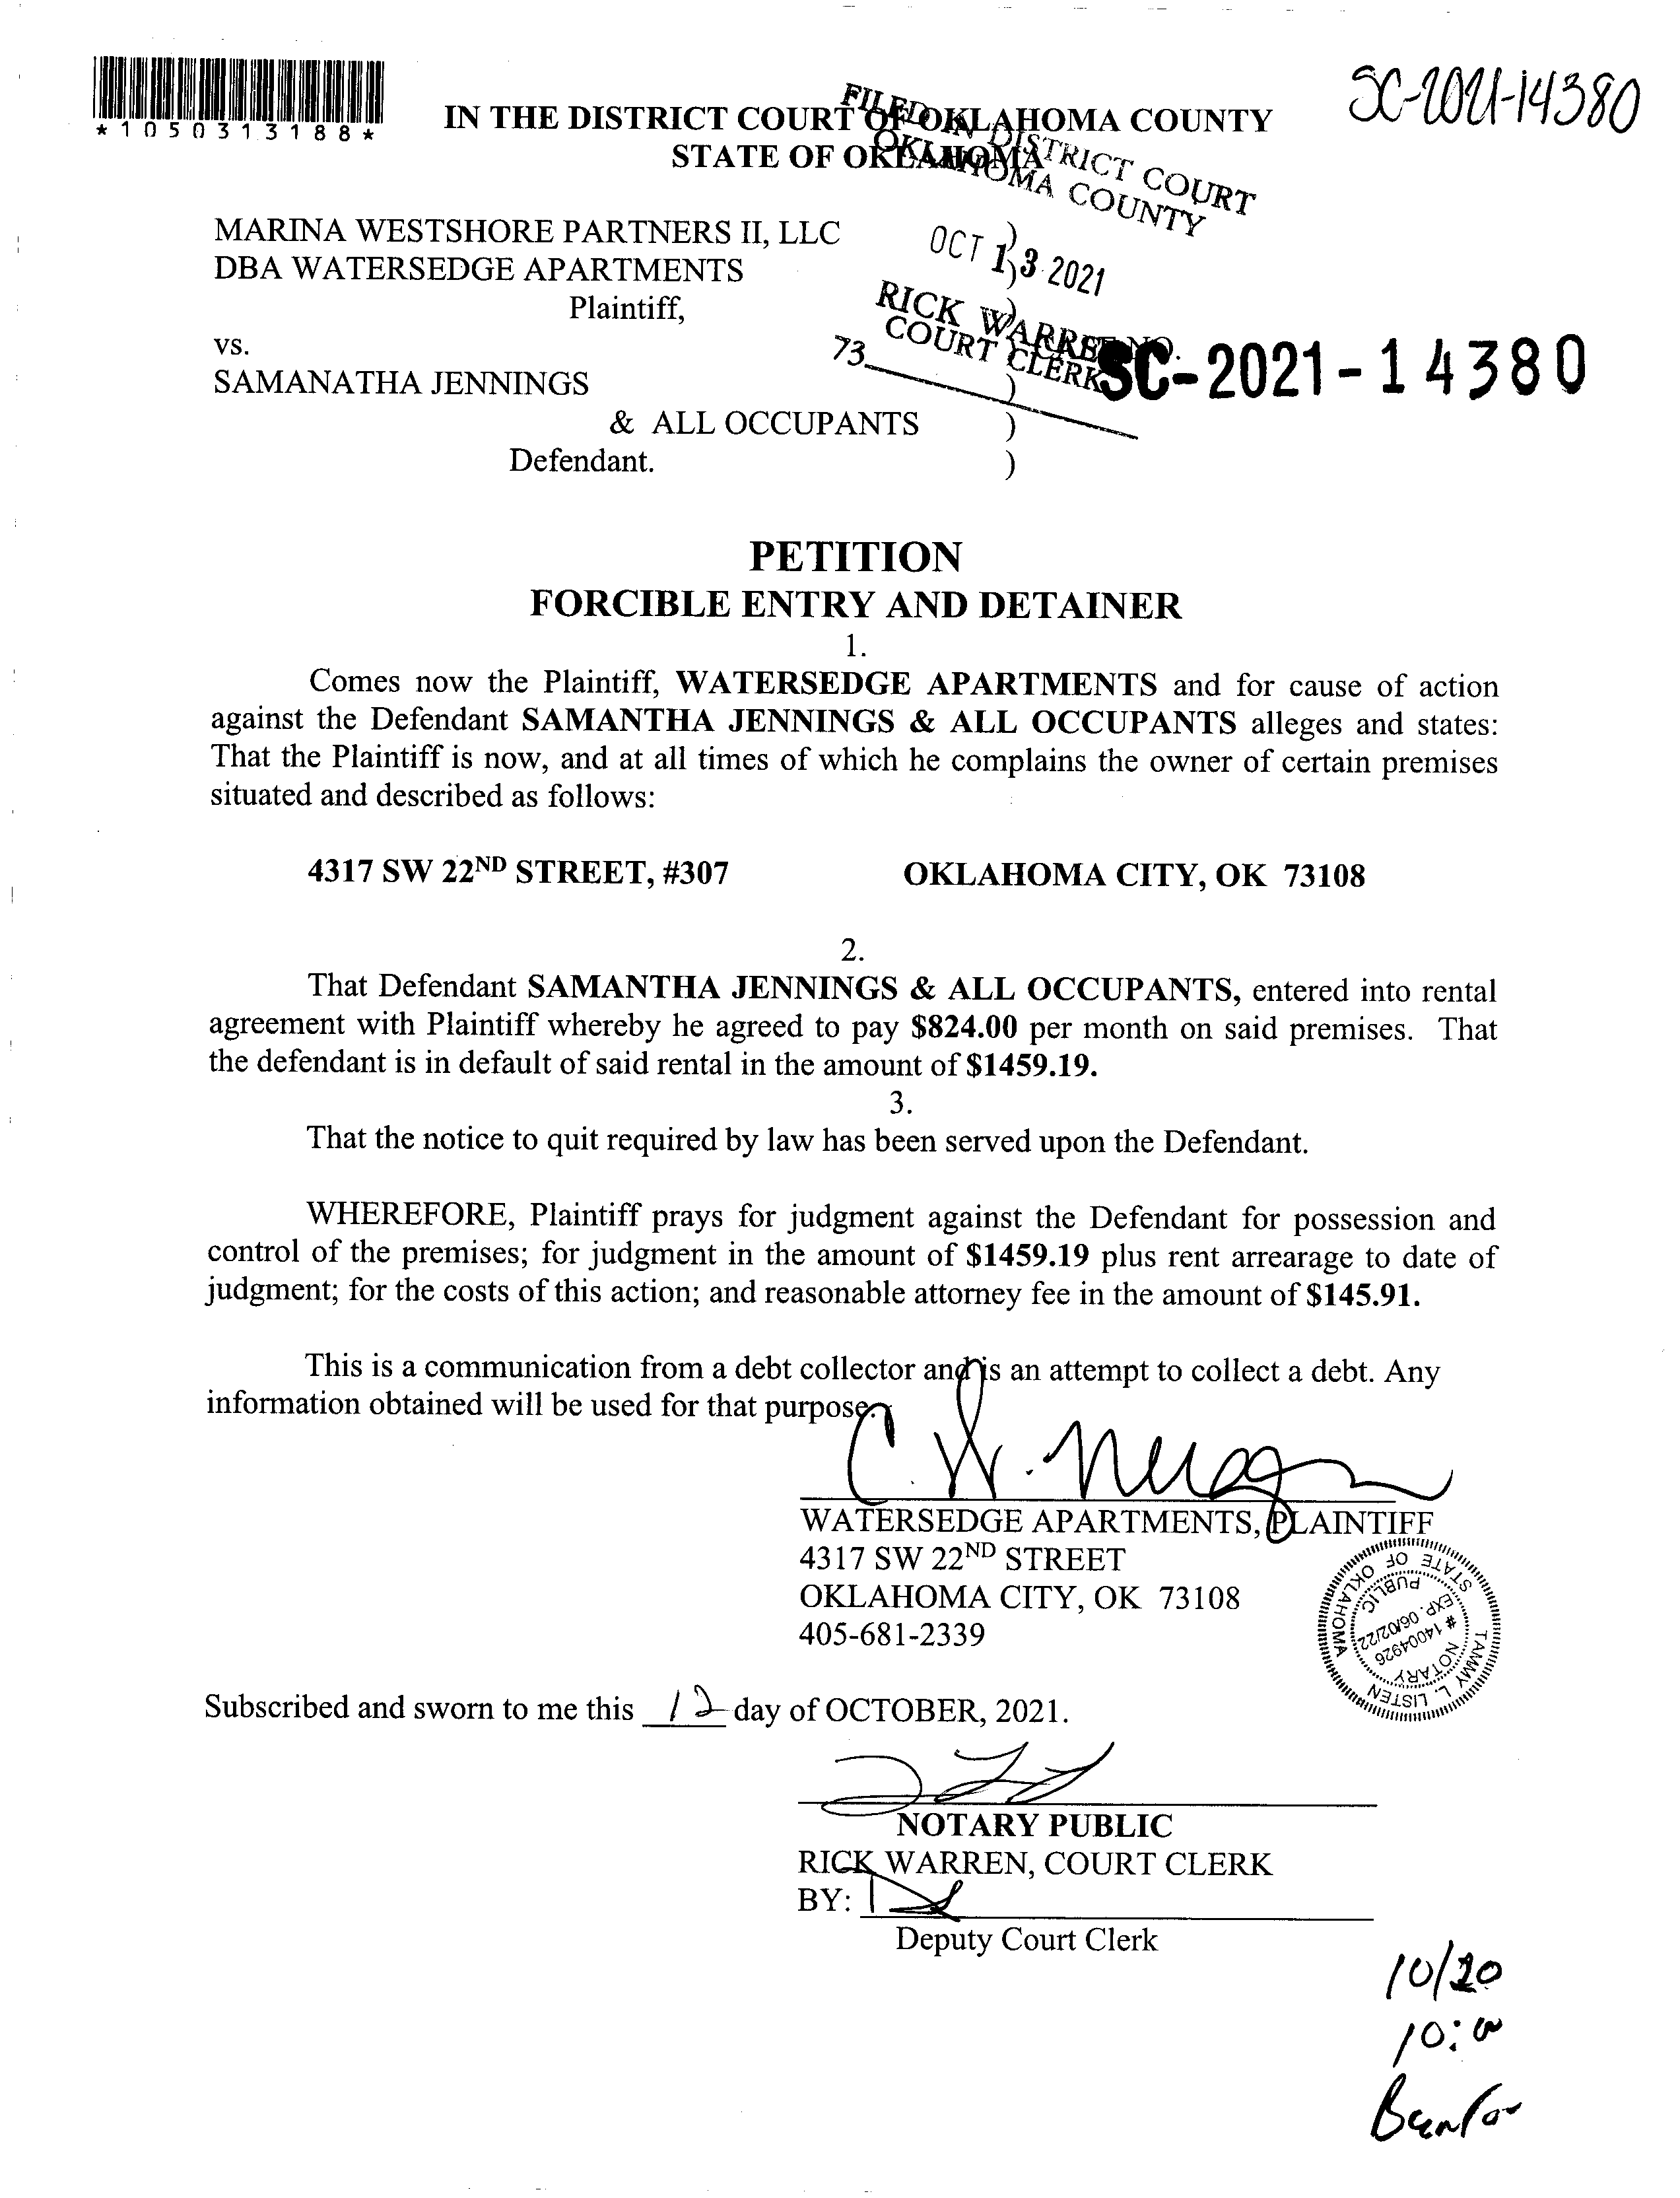 *1050313188*
SC-2021-14380
IN THE DISTRICT COURT OF OKLAHOMA COUNTY
STATE OF OKLAHOMA
FILED IN DISTRICT COURT
OKLAHOMA COUNTY
OCT 13 2021
RICK WARREN
COURT CLERK
73
MARINA WESTSHORE PARTNERS II, LLC )
DBA WATERSEDGE APARTMENTS )
Plaintiff, )
vs. ) CASE NO. SC-2021-14380
SAMANATHA JENNINGS )
& ALL OCCUPANTS )
Defendant. )
PETITION
FORCIBLE ENTRY AND DETAINER
1.
Comes now the Plaintiff, WATERSEDGE APARTMENTS and for cause of action
against the Defendant SAMANTHA JENNINGS & ALL OCCUPANTS alleges and states:
That the Plaintiff is now, and at all times of which he complains the owner of certain premises
situated and described as follows:
4317 SW 22ND STREET, #307 OKLAHOMA CITY, OK 73108
2.
That Defendant SAMANTHA JENNINGS & ALL OCCUPANTS, entered into rental
agreement with Plaintiff whereby he agreed to pay $824.00 per month on said premises. That
the defendant is in default of said rental in the amount of $1459.19.
3.
That the notice to quit required by law has been served upon the Defendant.
WHEREFORE, Plaintiff prays for judgment against the Defendant for possession and
control of the premises; for judgment in the amount of $1459.19 plus rent arrearage to date of
judgment; for the costs of this action; and reasonable attorney fee in the amount of $145.91.
This is a communication from a debt collector and is an attempt to collect a debt. Any
information obtained will be used for that purpose.
WATERSEDGE APARTMENTS, PLAINTIFF
4317 SW 22ND STREET
OKLAHOMA CITY, OK 73108
405-681-2339
TAMMY L. LISTEN
NOTARY
# 14004926
EXP. 06/02/22
PUBLIC
STATE OF OKLAHOMA
Subscribed and sworn to me this 12 day of OCTOBER, 2021.
NOTARY PUBLIC
RICK WARREN, COURT CLERK
BY:
Deputy Court Clerk
10/20
10:00